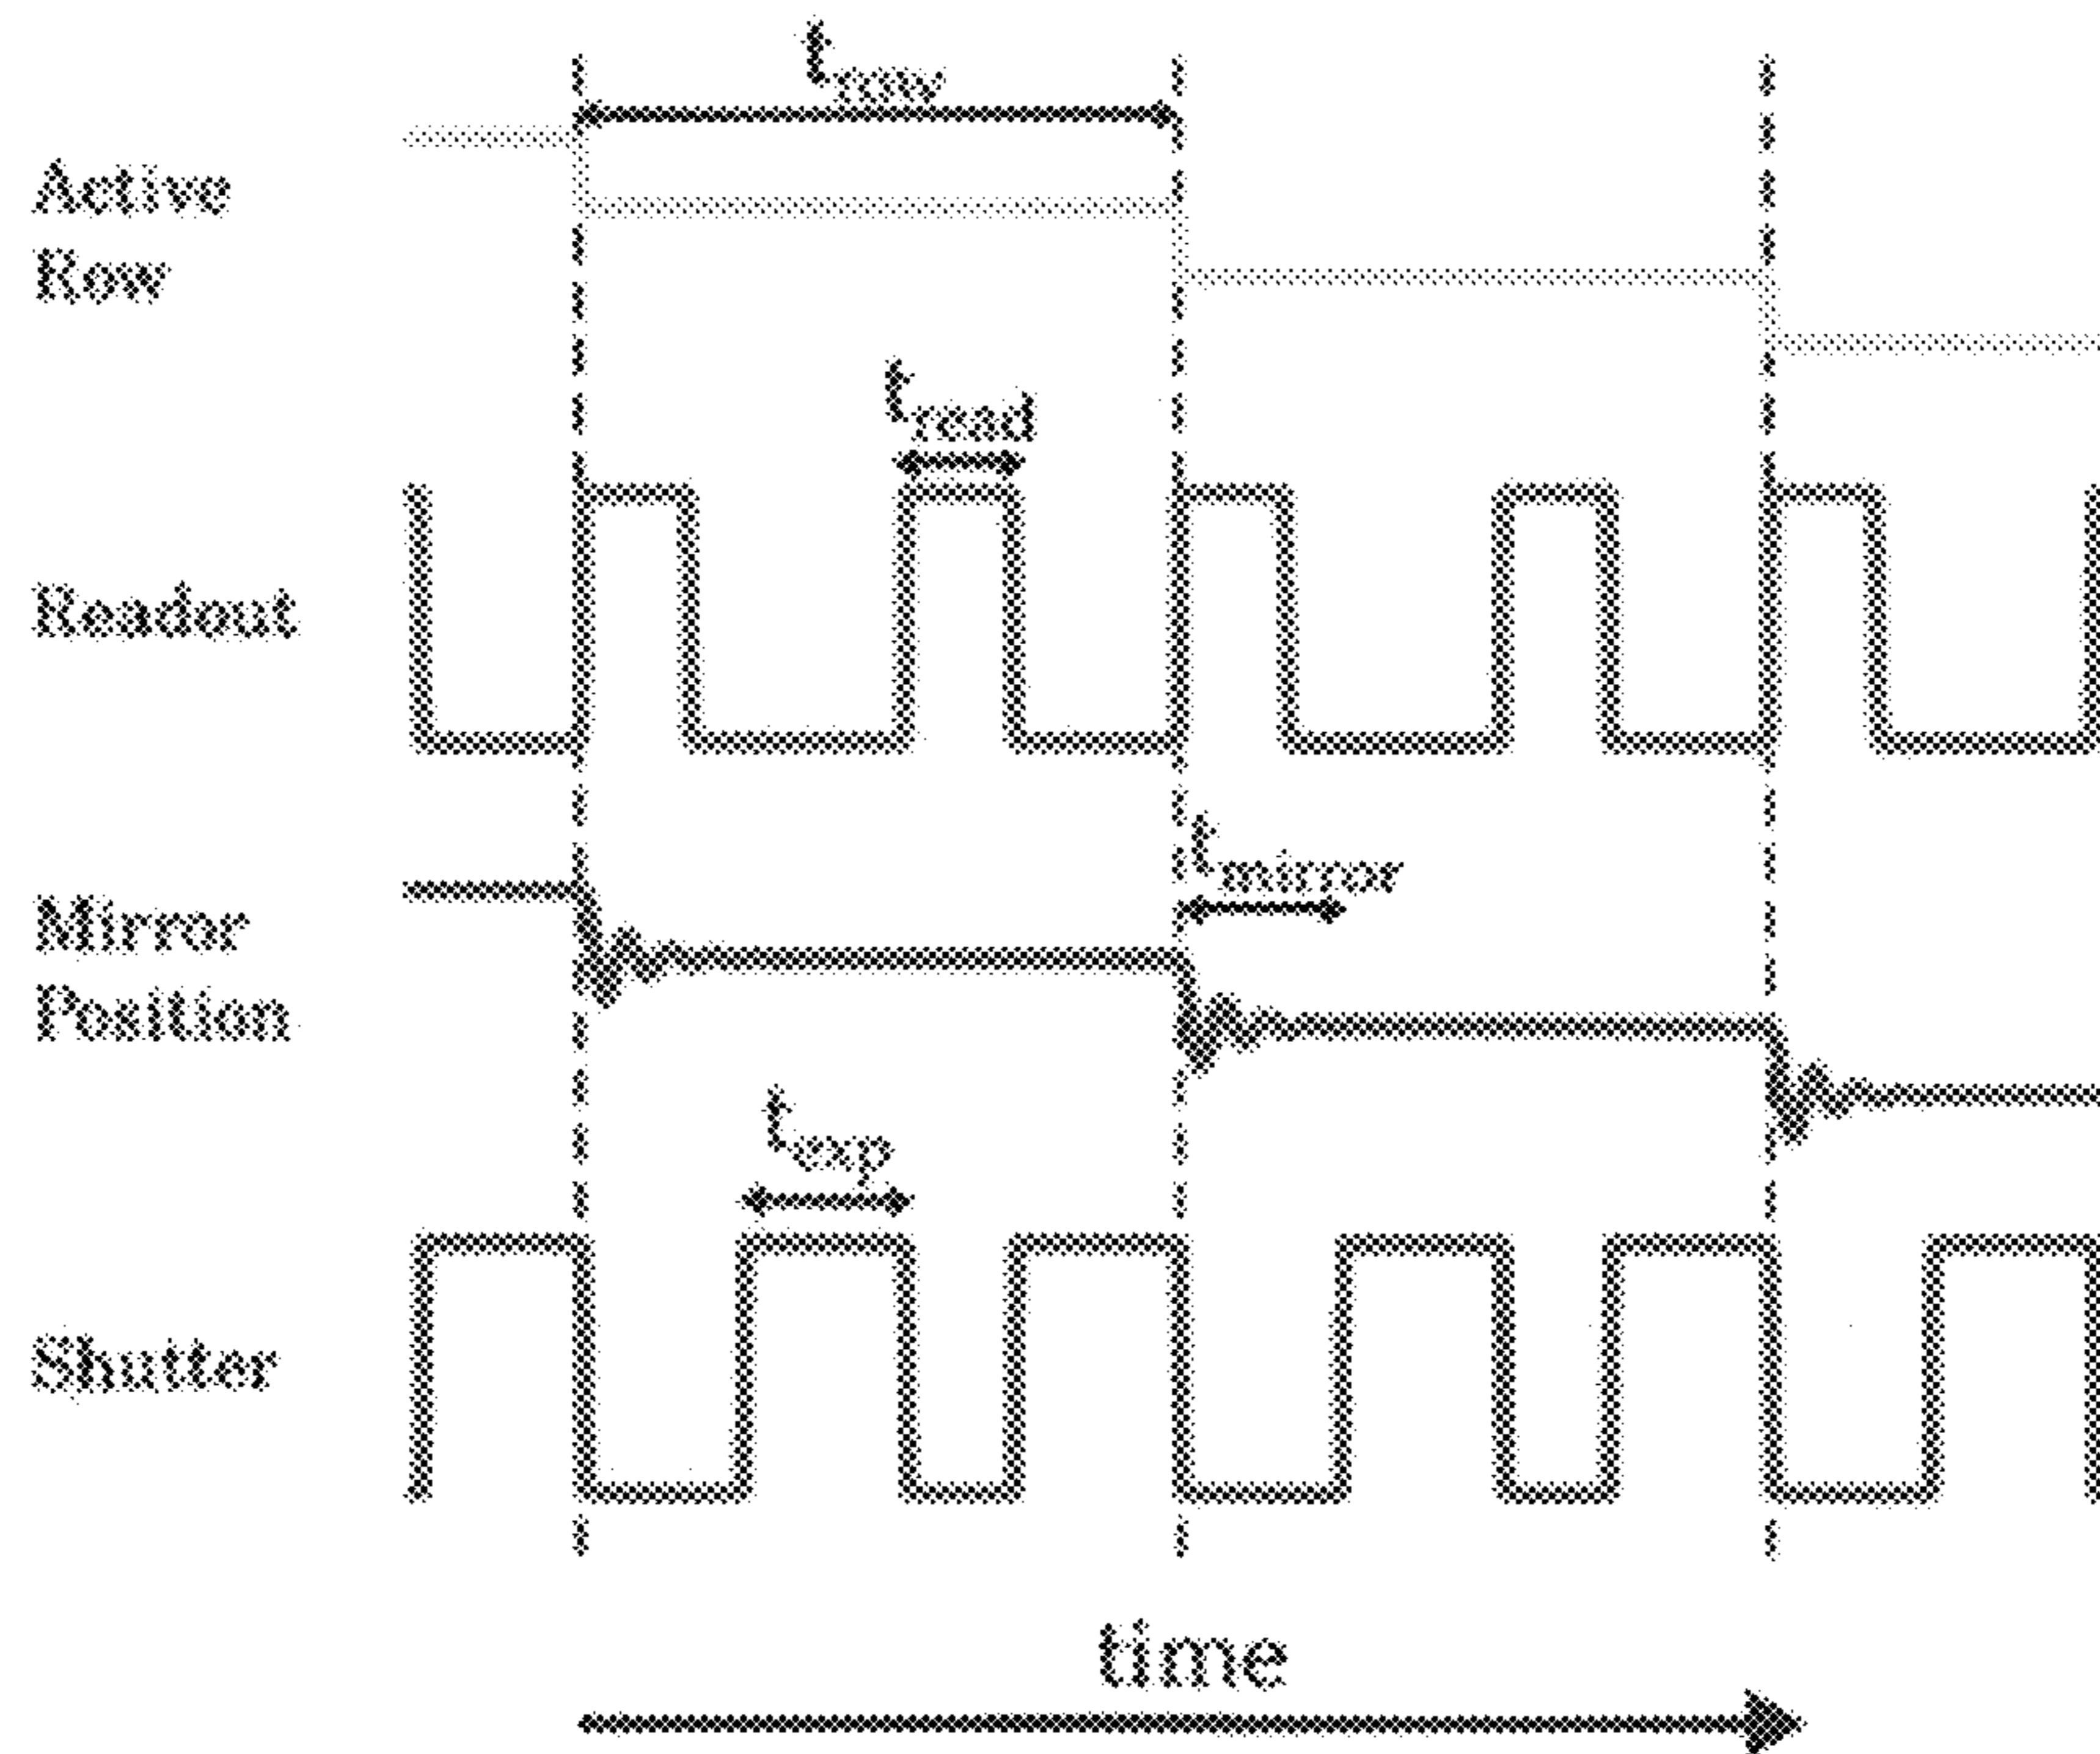 t_row
Active
Row
t_read
Readout
t_mirror
Mirror
Position
t_exp
Shutter
time